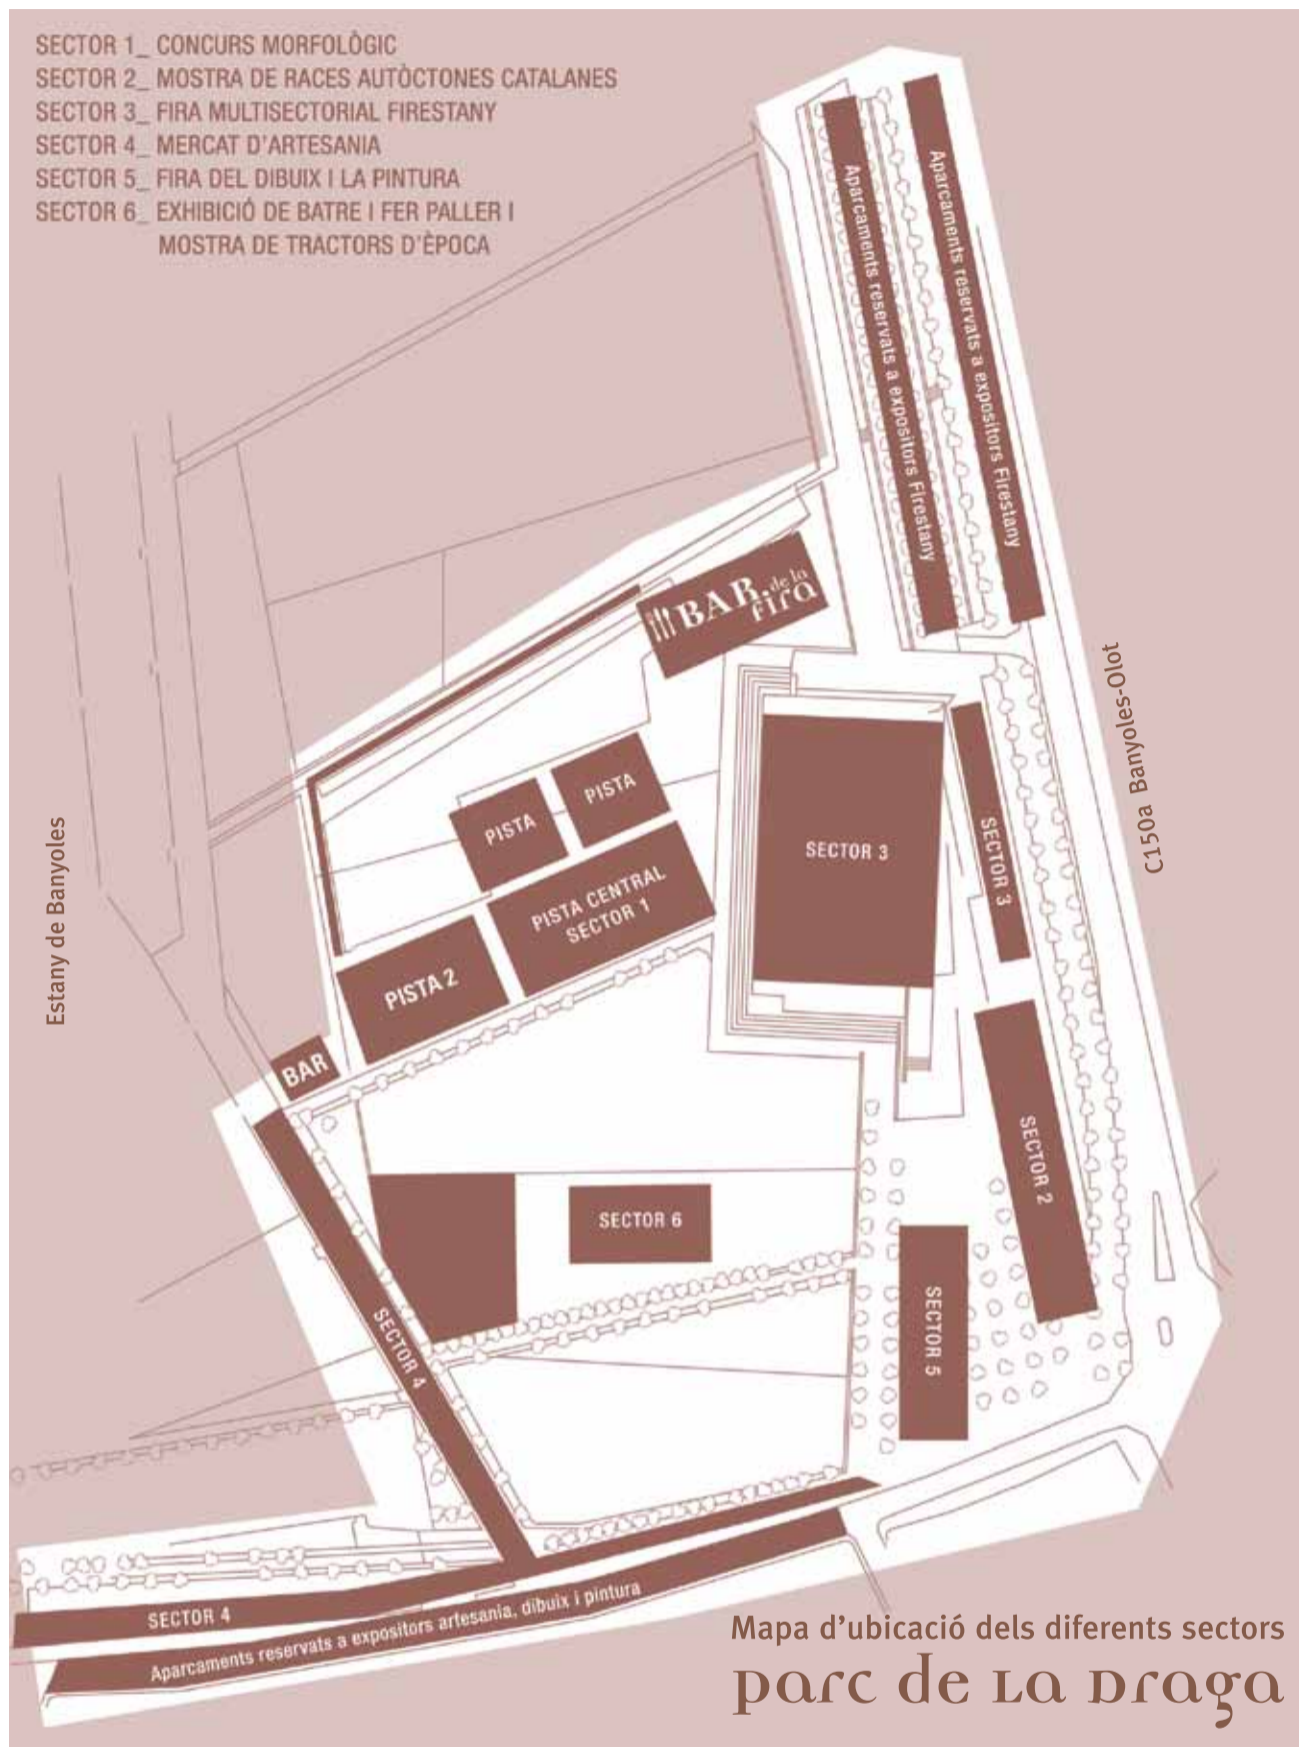 SECTOR 1_ CONCURS MORFOLÒGIC
SECTOR 2_ MOSTRA DE RACES AUTÒCTONES CATALANES
SECTOR 3_ FIRA MULTISECTORIAL FIRESTANY
SECTOR 4_ MERCAT D'ARTESANIA
SECTOR 5_ FIRA DEL DIBUIX I LA PINTURA
SECTOR 6_ EXHIBICIÓ DE BATRE I FER PALLER I
MOSTRA DE TRACTORS D'ÈPOCA
Aparcaments reservats a expositors Firestany
Aparcaments reservats a expositors Firestany
BAR de la
fira
C150a Banyoles-Olot
PISTA
PISTA
SECTOR 3
SECTOR 3
PISTA CENTRAL
SECTOR 1
PISTA 2
Estany de Banyoles
BAR
SECTOR 2
SECTOR 6
SECTOR 5
SECTOR 4
SECTOR 4
Aparcaments reservats a expositors artesania, dibuix i pintura
Mapa d'ubicació dels diferents sectors
parc de La Draga